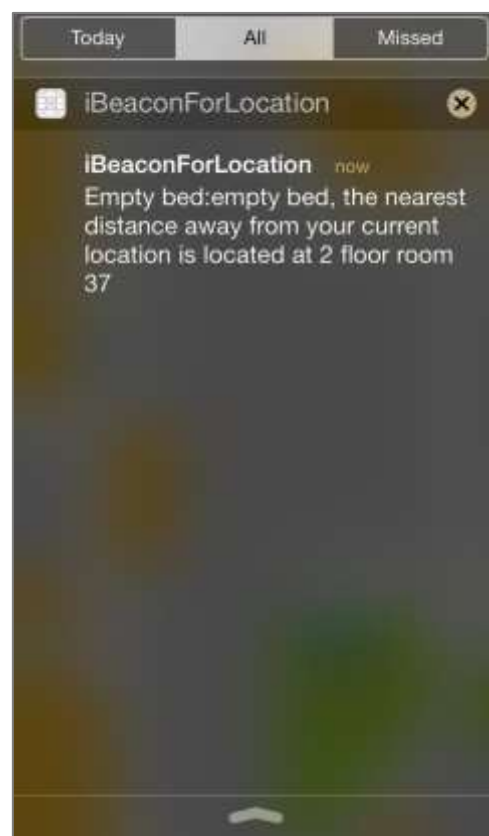 Today All Missed
iBeaconForLocation
iBeaconForLocation now
Empty bed:empty bed, the nearest
distance away from your current
location is located at 2 floor room
37